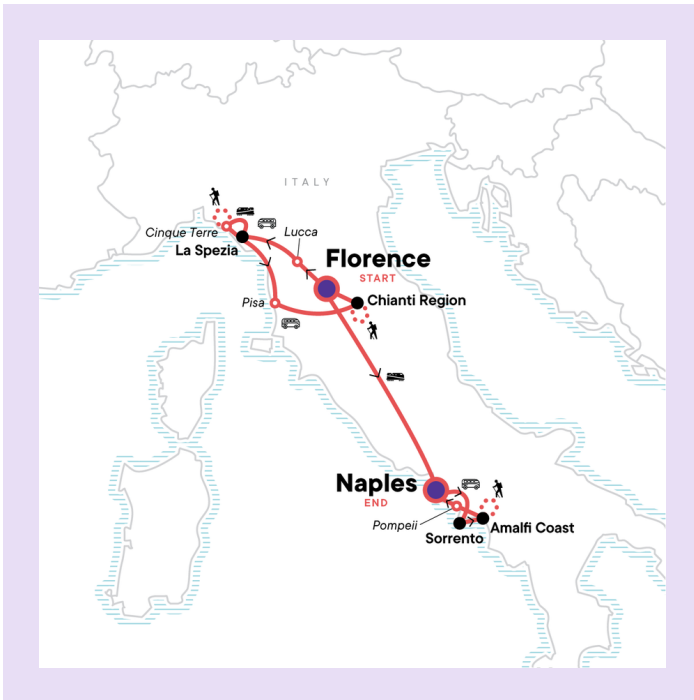 ITALY
Cinque Terre
Lucca
La Spezia
Florence
START
Pisa
Chianti Region
Naples
END
Pompeii
Amalfi Coast
Sorrento